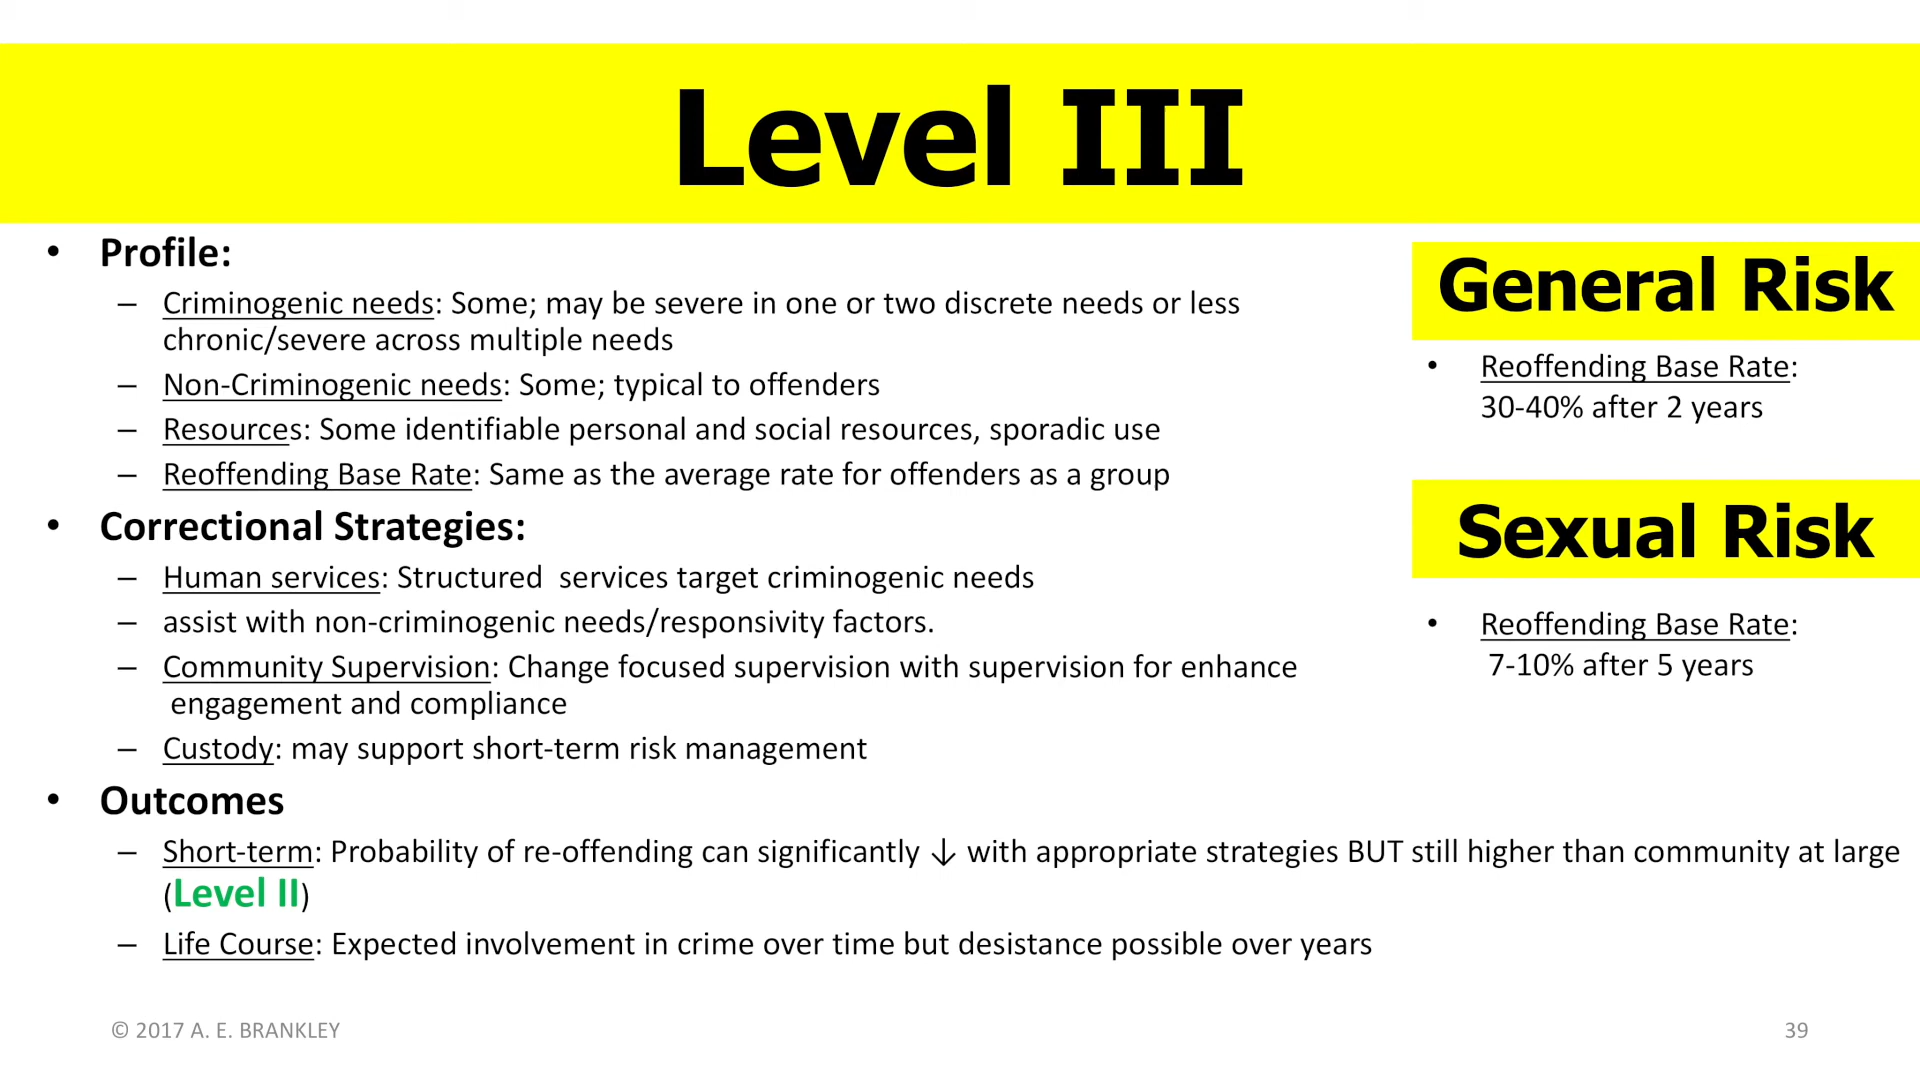 Level III
• Profile:
– Criminogenic needs: Some; may be severe in one or two discrete needs or less
chronic/severe across multiple needs
– Non-Criminogenic needs: Some; typical to offenders
– Resources: Some identifiable personal and social resources, sporadic use
– Reoffending Base Rate: Same as the average rate for offenders as a group
• Correctional Strategies:
– Human services: Structured  services target criminogenic needs
– assist with non-criminogenic needs/responsivity factors.
– Community Supervision: Change focused supervision with supervision for enhance
engagement and compliance
– Custody: may support short-term risk management
• Outcomes
– Short-term: Probability of re-offending can significantly ↓ with appropriate strategies BUT still higher than community at large
(Level II)
– Life Course: Expected involvement in crime over time but desistance possible over years
General Risk
• Reoffending Base Rate:
30-40% after 2 years
Sexual Risk
• Reoffending Base Rate:
7-10% after 5 years
© 2017 A. E. BRANKLEY
39